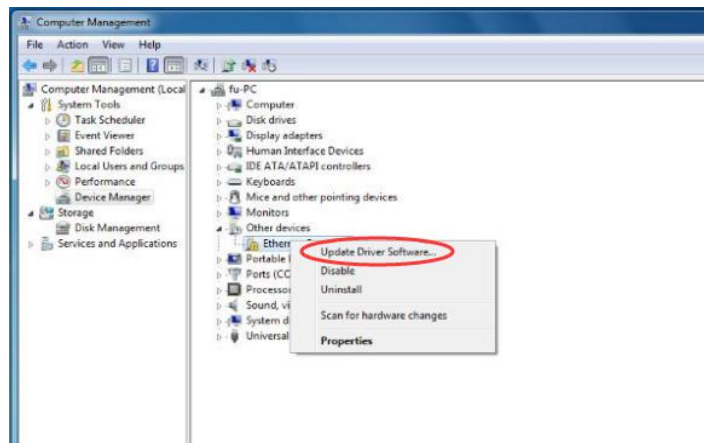 Computer Management
File Action View Help
Computer Management (Local
System Tools
Task Scheduler
Event Viewer
Shared Folders
Local Users and Groups
Performance
Device Manager
Storage
Disk Management
Services and Applications
fu-PC
Computer
Disk drives
Display adapters
Human Interface Devices
IDE ATA/ATAPI controllers
Keyboards
Mice and other pointing devices
Monitors
Other devices
Ether
Portable
Ports (CO
Processo
Sound, vi
System d
Universal
Update Driver Software...
Disable
Uninstall
Scan for hardware changes
Properties